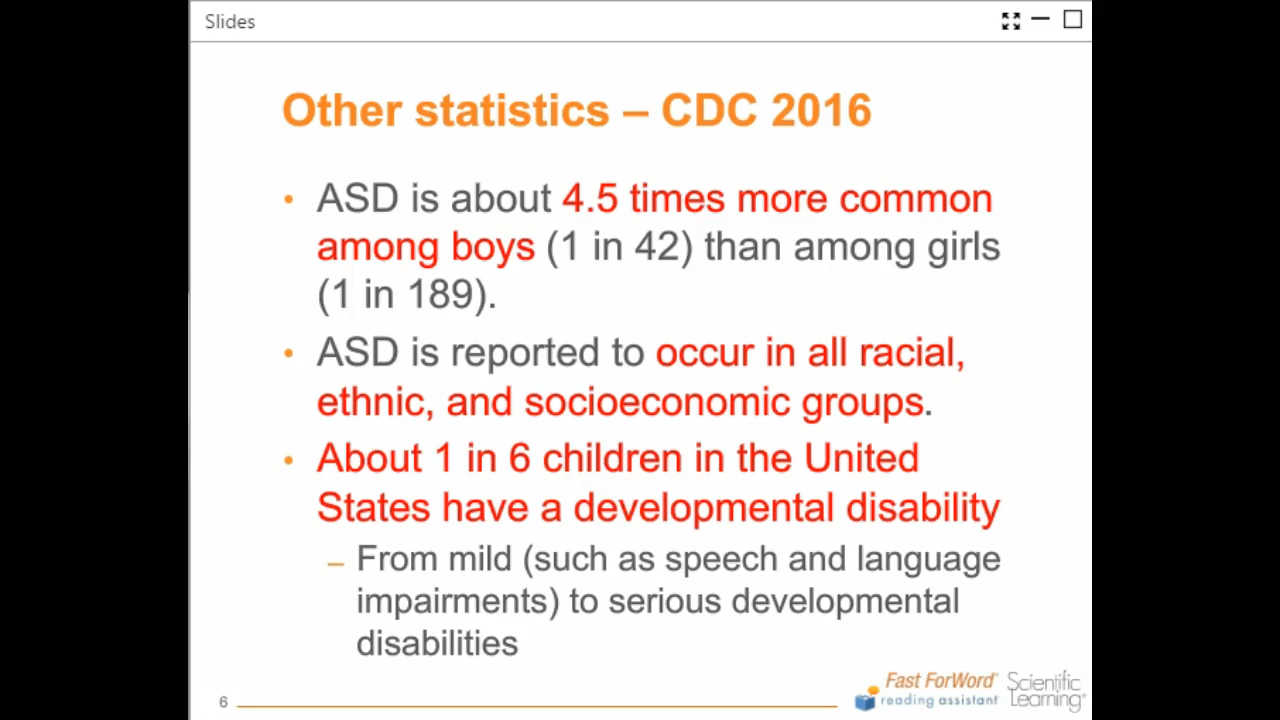 Slides
Other statistics – CDC 2016
• ASD is about 4.5 times more common
among boys (1 in 42) than among girls
(1 in 189).
• ASD is reported to occur in all racial,
ethnic, and socioeconomic groups.
• About 1 in 6 children in the United
States have a developmental disability
– From mild (such as speech and language
impairments) to serious developmental
disabilities
6
Fast ForWord®
reading assistant™
Scientific
Learning®